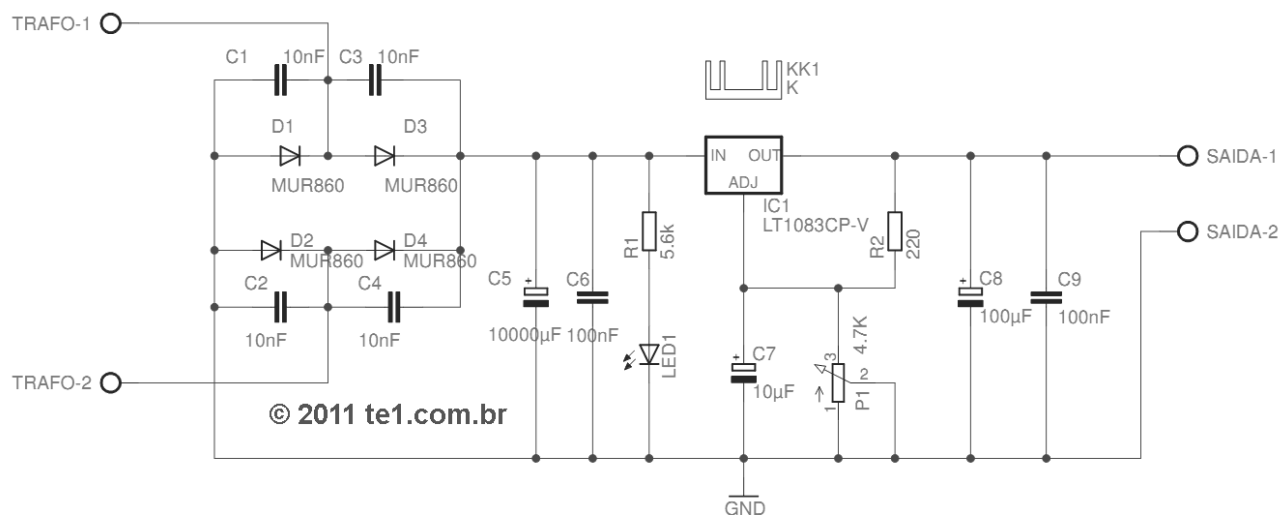 TRAFO-1
C1
10nF
C3
10nF
KK1
K
D1
D3
MUR860
MUR860
IN
OUT
ADJ
SAIDA-1
IC1
LT1083CP-V
SAIDA-2
D2
D4
MUR860
MUR860
R1
5.6k
R2
220
C2
C4
10nF
10nF
C5
+
10000µF
C6
100nF
LED1
+
C7
10µF
4.7K
3
2
1
P1
+
C8
100µF
C9
100nF
TRAFO-2
© 2011 te1.com.br
GND